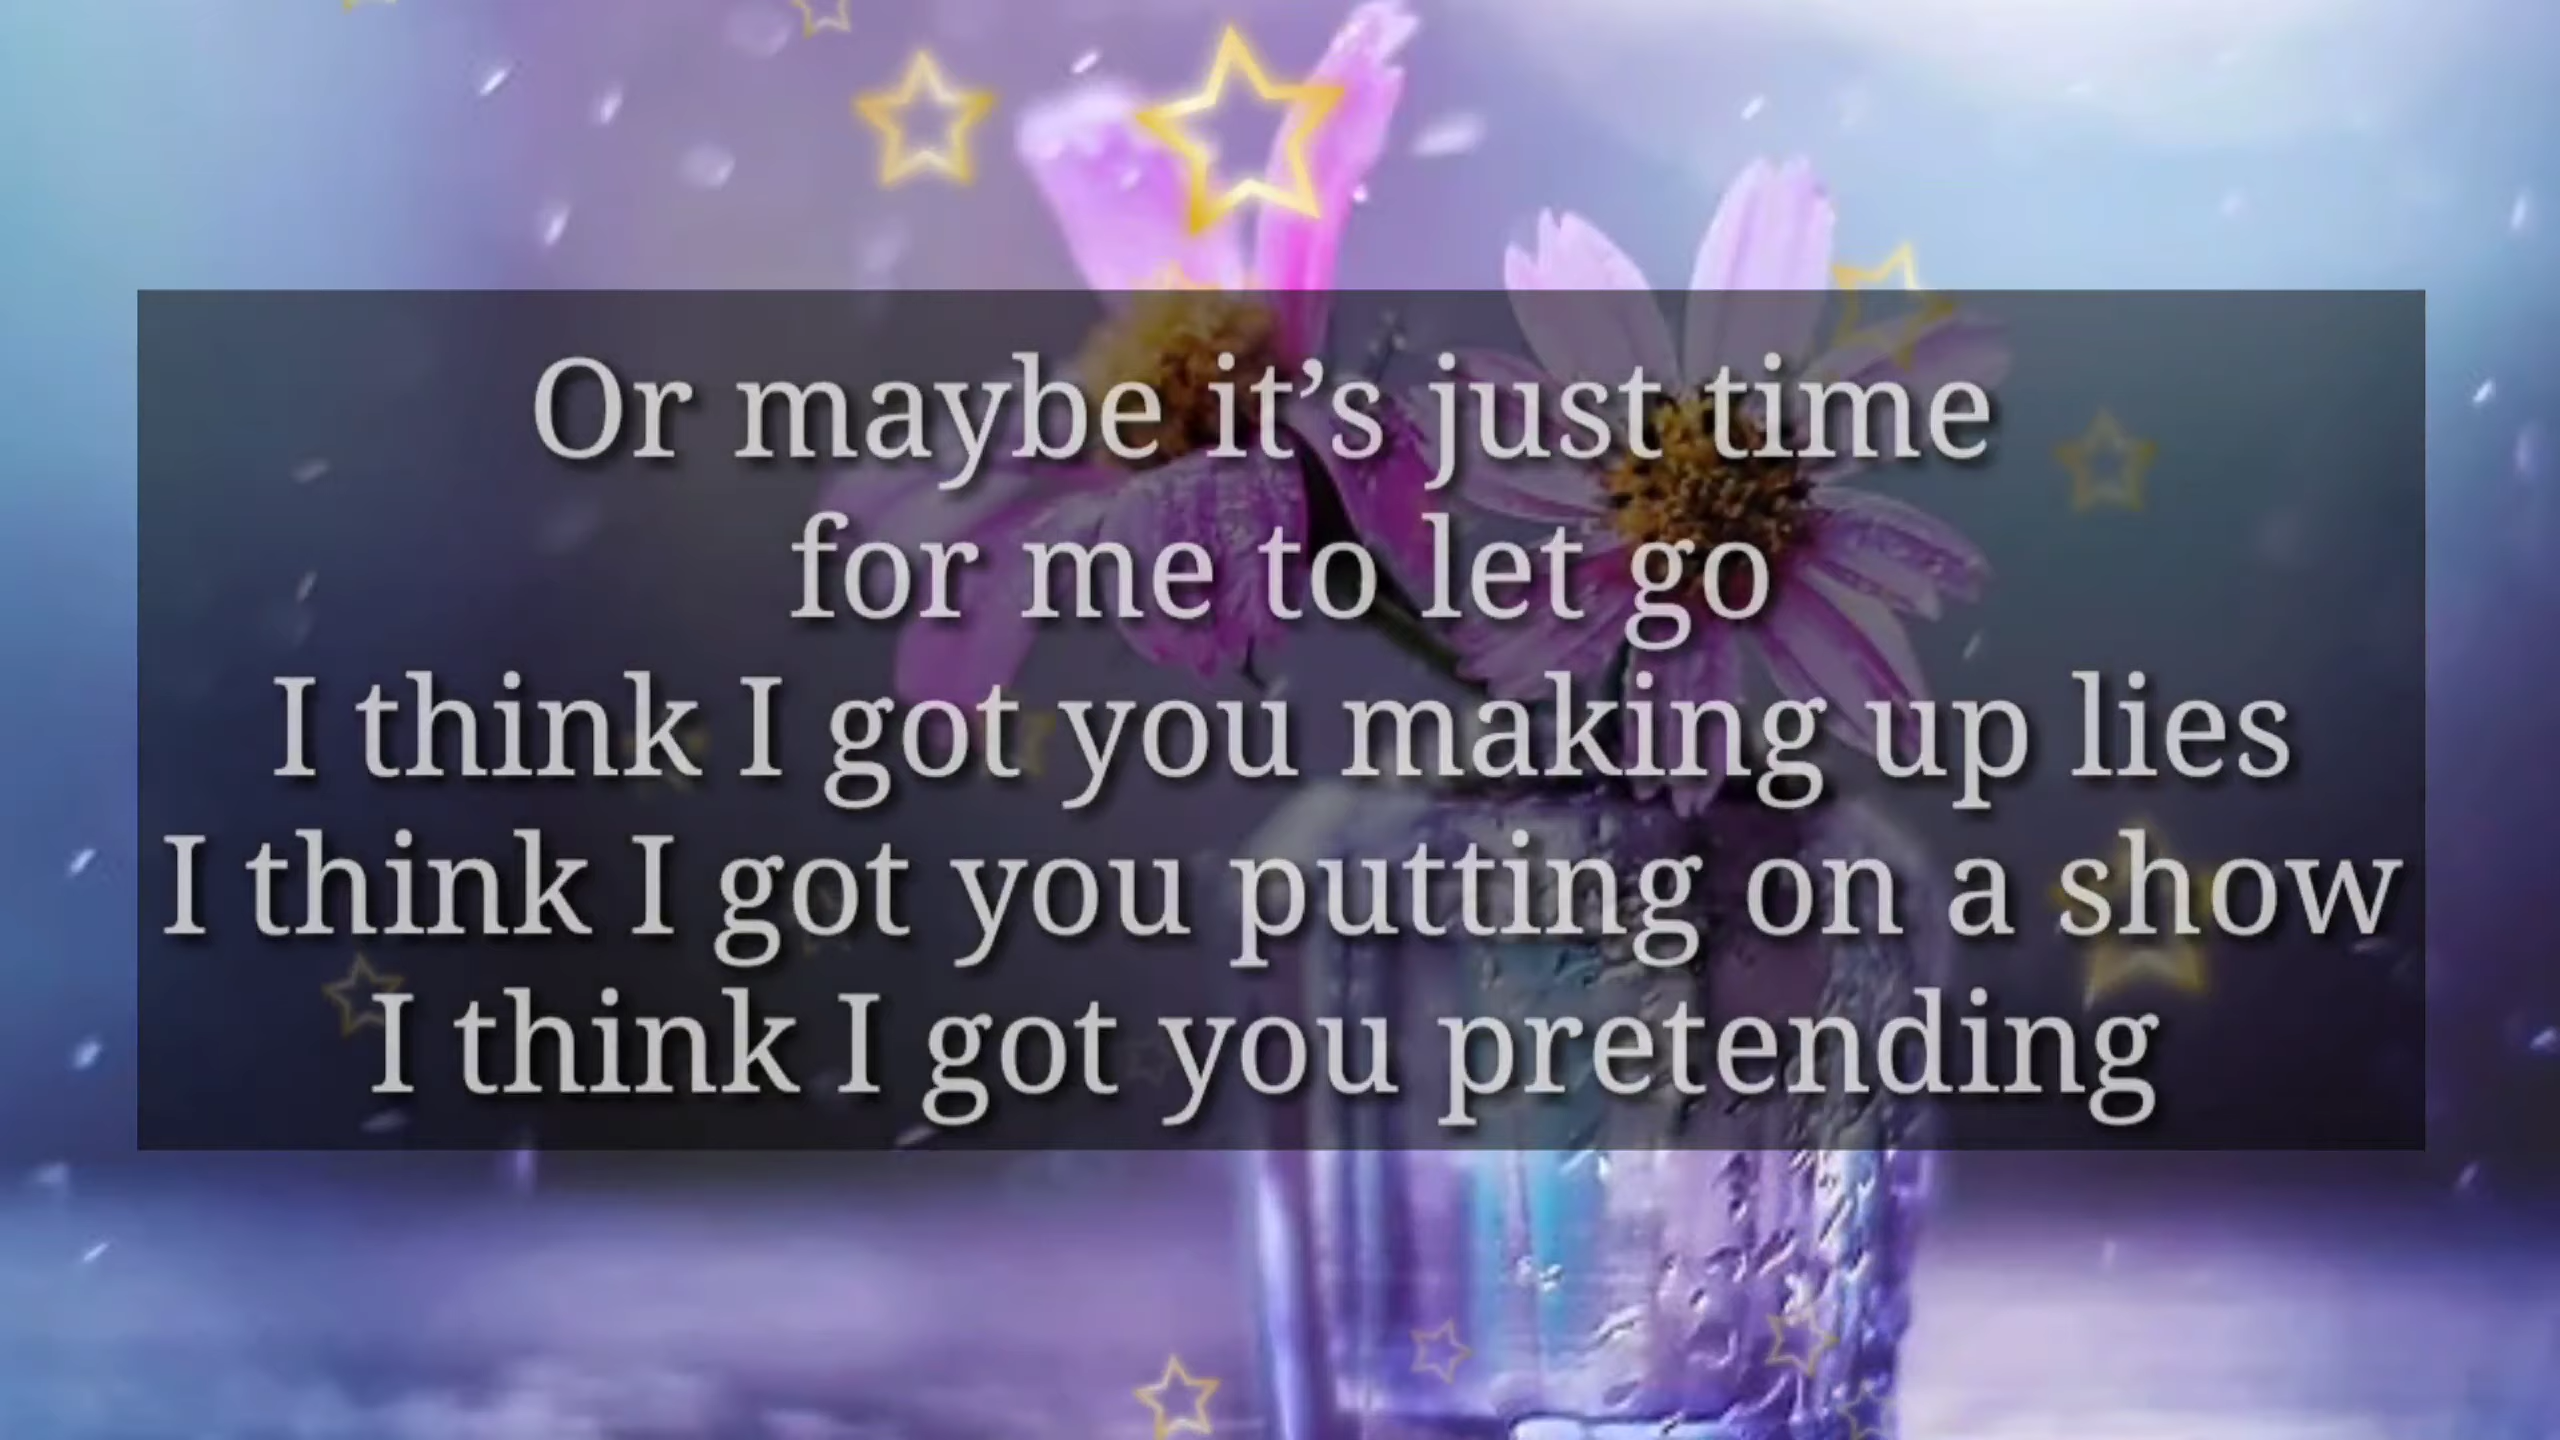 Or maybe it’s just time
for me to let go
I think I got you making up lies
I think I got you putting on a show
I think I got you pretending